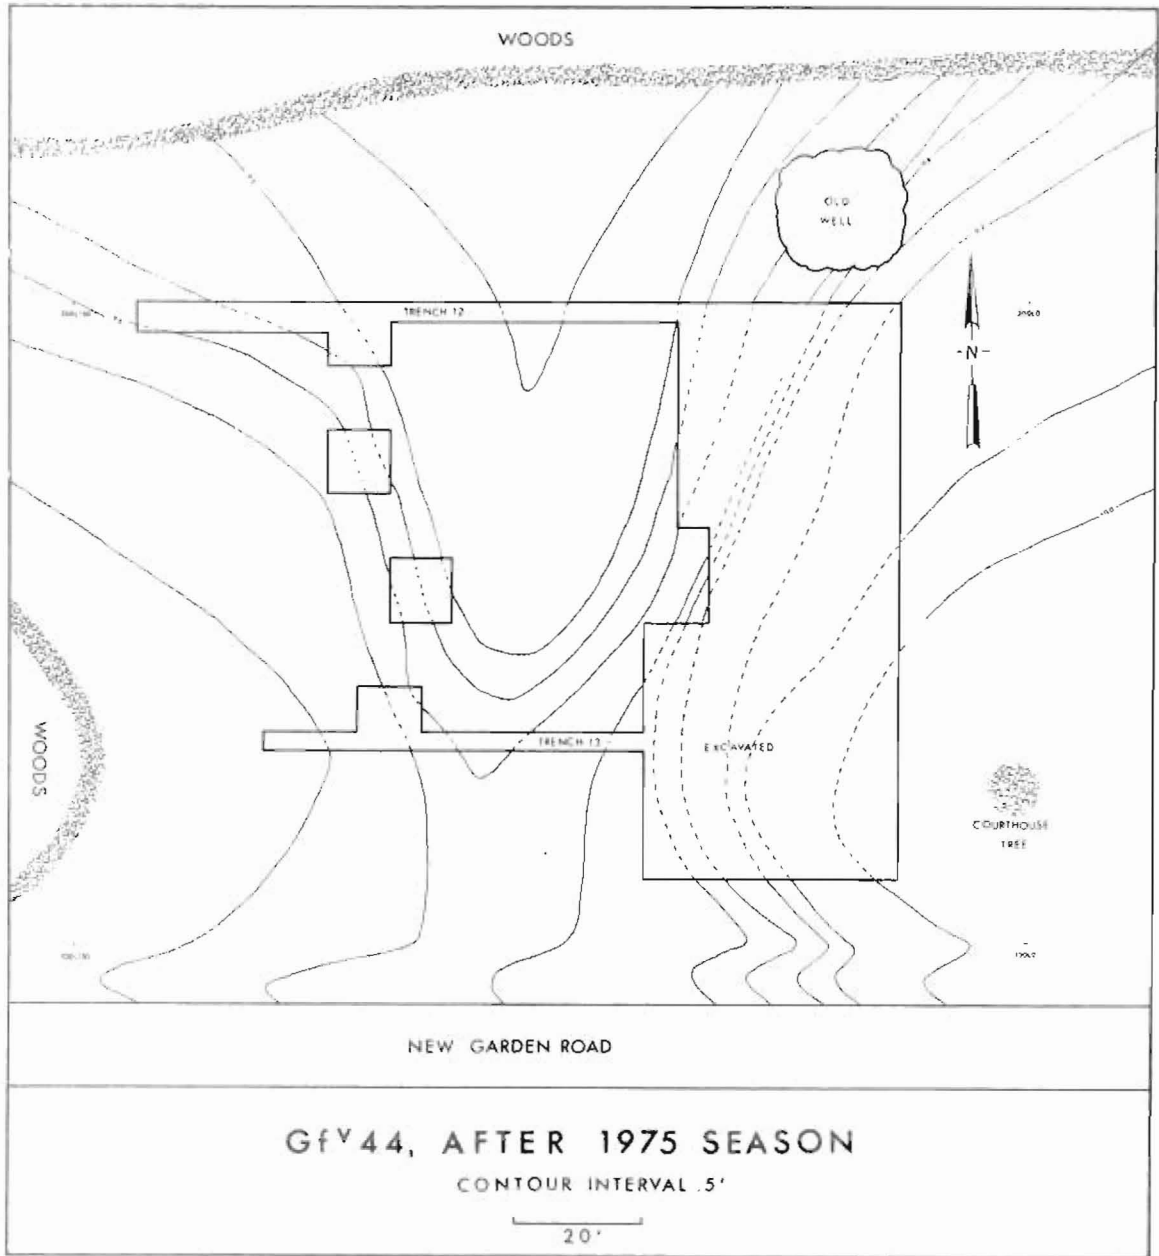 WOODS
OLD
WELL
TRENCH 12
-N-
WOODS
TRENCH 13
EXCAVATED
COURTHOUSE
TREE
NEW GARDEN ROAD
Gfᵛ44, AFTER 1975 SEASON
CONTOUR INTERVAL .5'
20'